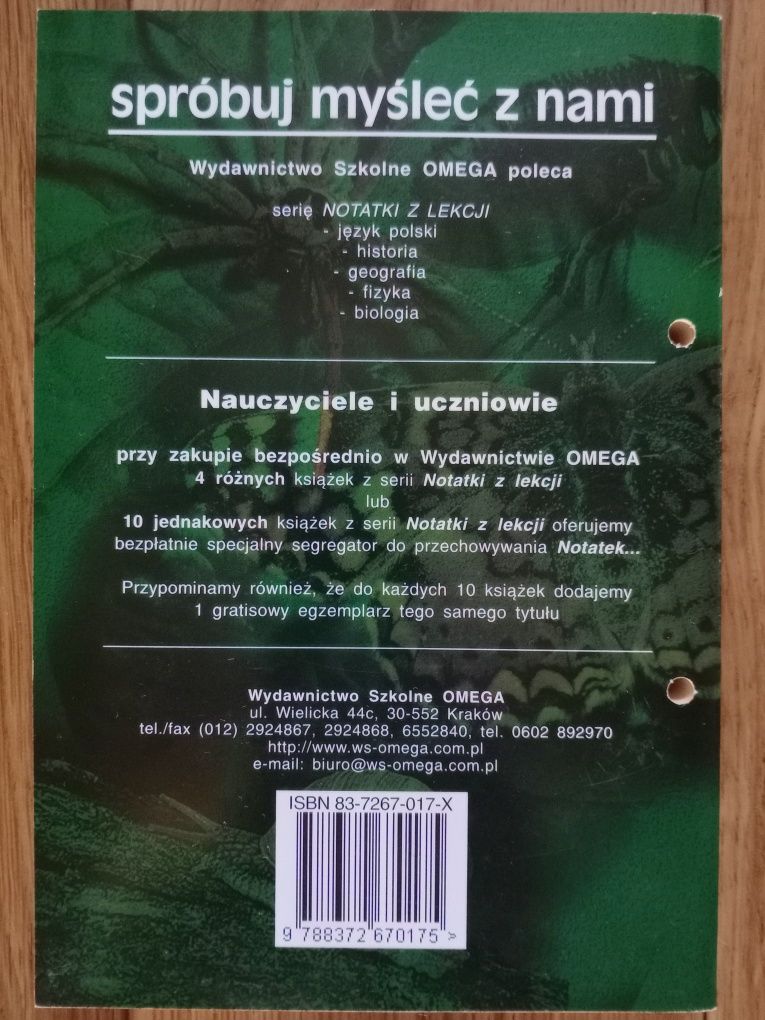 spróbuj myśleć z nami
Wydawnictwo Szkolne OMEGA poleca
serię NOTATKI Z LEKCJI
- język polski
- historia
- geografia
- fizyka
- biologia
Nauczyciele i uczniowie
przy zakupie bezpośrednio w Wydawnictwie OMEGA
4 różnych książek z serii Notatki z lekcji
lub
10 jednakowych książek z serii Notatki z lekcji oferujemy
bezpłatnie specjalny segregator do przechowywania Notatek...
Przypominamy również, że do każdych 10 książek dodajemy
1 gratisowy egzemplarz tego samego tytułu
Wydawnictwo Szkolne OMEGA
ul. Wielicka 44c, 30-552 Kraków
tel./fax (012) 2924867, 2924868, 6552840, tel. 0602 892970
http://www.ws-omega.com.pl
e-mail: biuro@ws-omega.com.pl
ISBN 83-7267-017-X
9 788372 670175 >